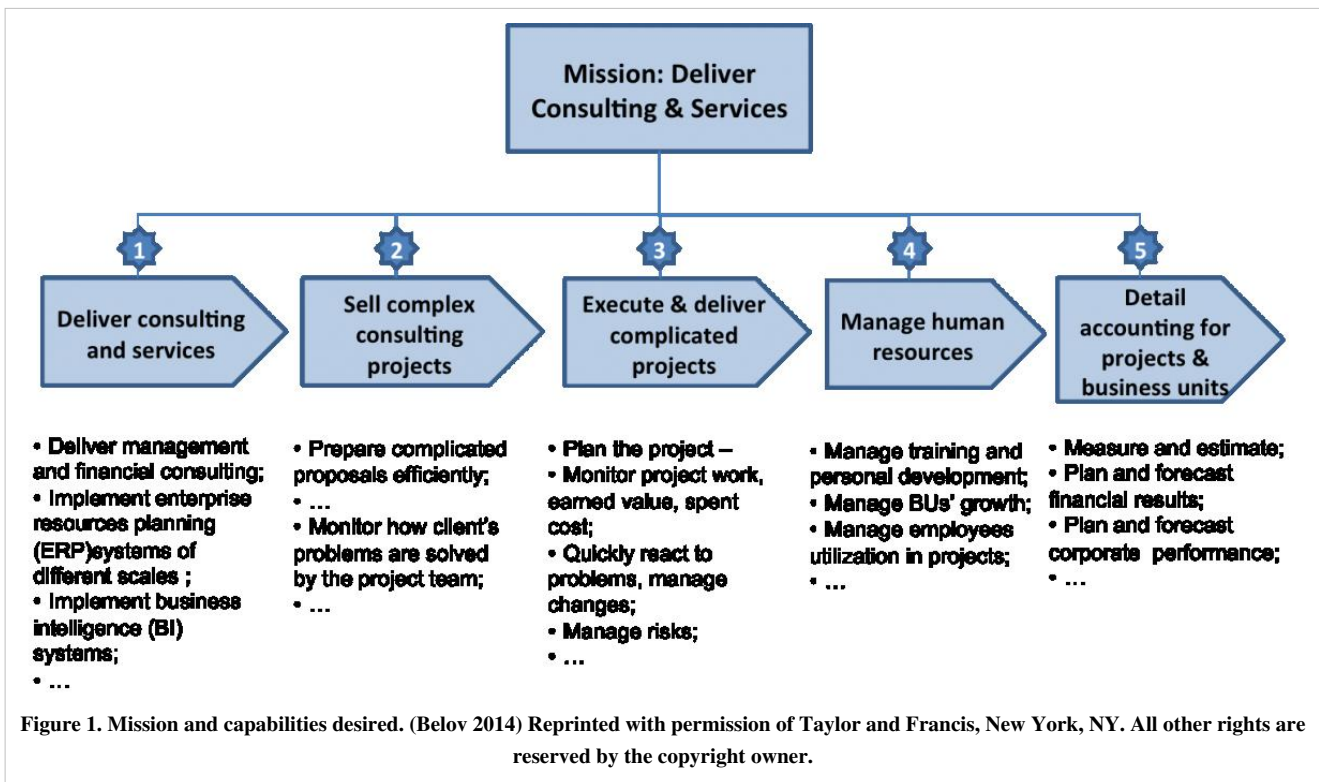 Mission: Deliver
Consulting & Services
1
2
3
4
5
Deliver consulting
and services
Sell complex
consulting
projects
Execute & deliver
complicated
projects
Manage human
resources
Detail
accounting for
projects &
business units
• Deliver management
and financial consulting;
• Implement enterprise
resources planning
(ERP)systems of
different scales ;
• Implement business
intelligence (BI)
systems;
• ...
• Prepare complicated
proposals efficiently;
• ...
• Monitor how client's
problems are solved
by the project team;
• ...
• Plan the project –
• Monitor project work,
earned value, spent
cost;
• Quickly react to
problems, manage
changes;
• Manage risks;
• ...
• Manage training and
personal development;
• Manage BUs' growth;
• Manage employees
utilization in projects;
• ...
• Measure and estimate;
• Plan and forecast
financial results;
• Plan and forecast
corporate performance;
• ...
Figure 1. Mission and capabilities desired. (Belov 2014) Reprinted with permission of Taylor and Francis, New York, NY. All other rights are
reserved by the copyright owner.